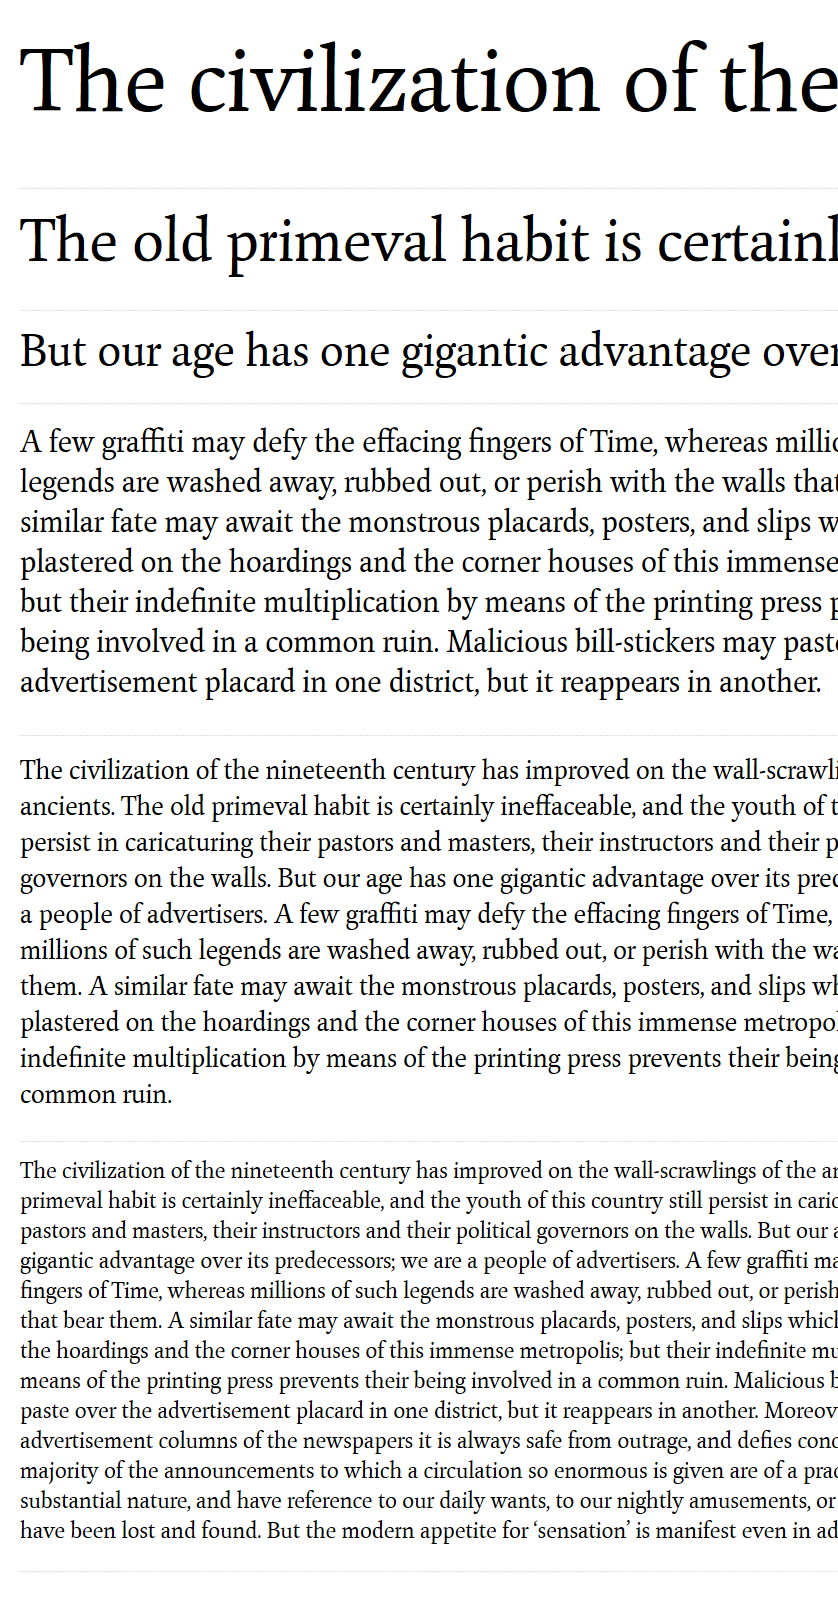 The civilization of the
The old primeval habit is certainl
But our age has one gigantic advantage over
A few graffiti may defy the effacing fingers of Time, whereas millio
legends are washed away, rubbed out, or perish with the walls that
similar fate may await the monstrous placards, posters, and slips w
plastered on the hoardings and the corner houses of this immense
but their indefinite multiplication by means of the printing press p
being involved in a common ruin. Malicious bill-stickers may paste
advertisement placard in one district, but it reappears in another.
The civilization of the nineteenth century has improved on the wall-scrawli
ancients. The old primeval habit is certainly ineffaceable, and the youth of t
persist in caricaturing their pastors and masters, their instructors and their p
governors on the walls. But our age has one gigantic advantage over its pred
a people of advertisers. A few graffiti may defy the effacing fingers of Time,
millions of such legends are washed away, rubbed out, or perish with the wa
them. A similar fate may await the monstrous placards, posters, and slips wh
plastered on the hoardings and the corner houses of this immense metropol
indefinite multiplication by means of the printing press prevents their being
common ruin.
The civilization of the nineteenth century has improved on the wall-scrawlings of the an
primeval habit is certainly ineffaceable, and the youth of this country still persist in caric
pastors and masters, their instructors and their political governors on the walls. But our a
gigantic advantage over its predecessors; we are a people of advertisers. A few graffiti ma
fingers of Time, whereas millions of such legends are washed away, rubbed out, or perish
that bear them. A similar fate may await the monstrous placards, posters, and slips which
the hoardings and the corner houses of this immense metropolis; but their indefinite mu
means of the printing press prevents their being involved in a common ruin. Malicious b
paste over the advertisement placard in one district, but it reappears in another. Moreov
advertisement columns of the newspapers it is always safe from outrage, and defies conc
majority of the announcements to which a circulation so enormous is given are of a prac
substantial nature, and have reference to our daily wants, to our nightly amusements, or
have been lost and found. But the modern appetite for ‘sensation’ is manifest even in ad